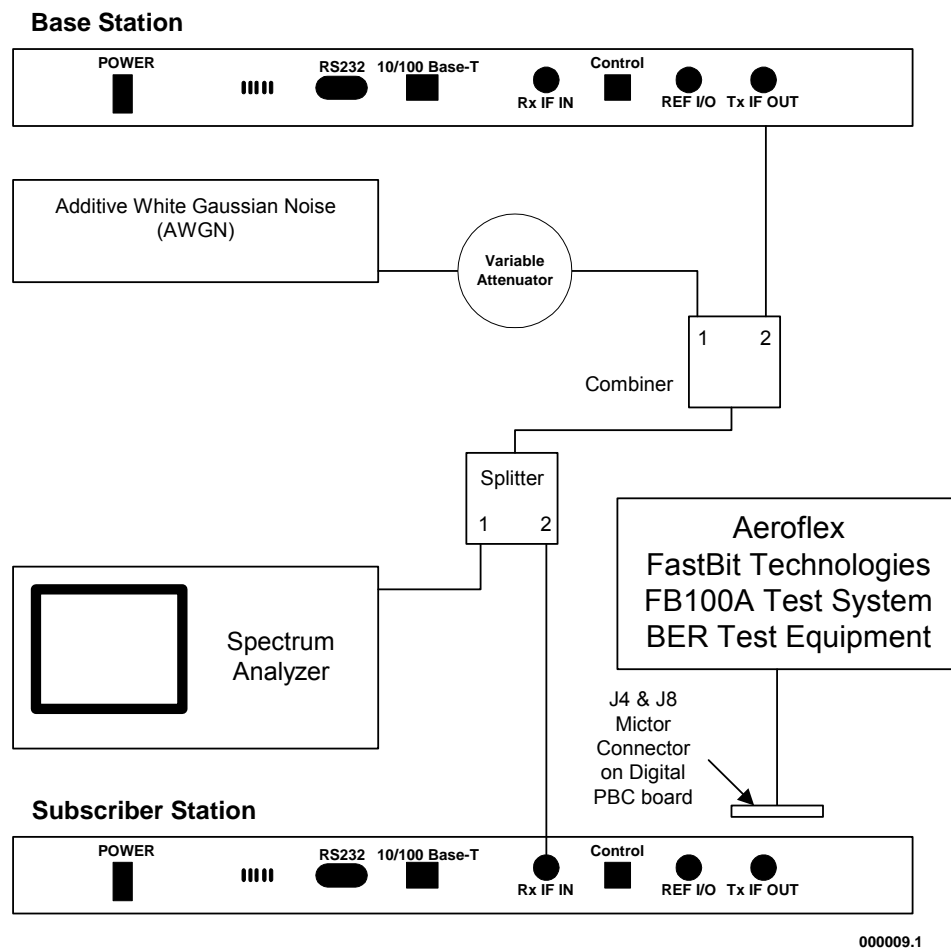 Base Station
POWER
RS232
10/100 Base-T
Rx IF IN
Control
REF I/O
Tx IF OUT
Additive White Gaussian Noise
(AWGN)
Variable
Attenuator
1 2
Combiner
Splitter
1 2
Aeroflex
FastBit Technologies
FB100A Test System
BER Test Equipment
Spectrum
Analyzer
J4 & J8
Mictor
Connector
on Digital
PBC board
Subscriber Station
POWER
RS232
10/100 Base-T
Rx IF IN
Control
REF I/O
Tx IF OUT
000009.1